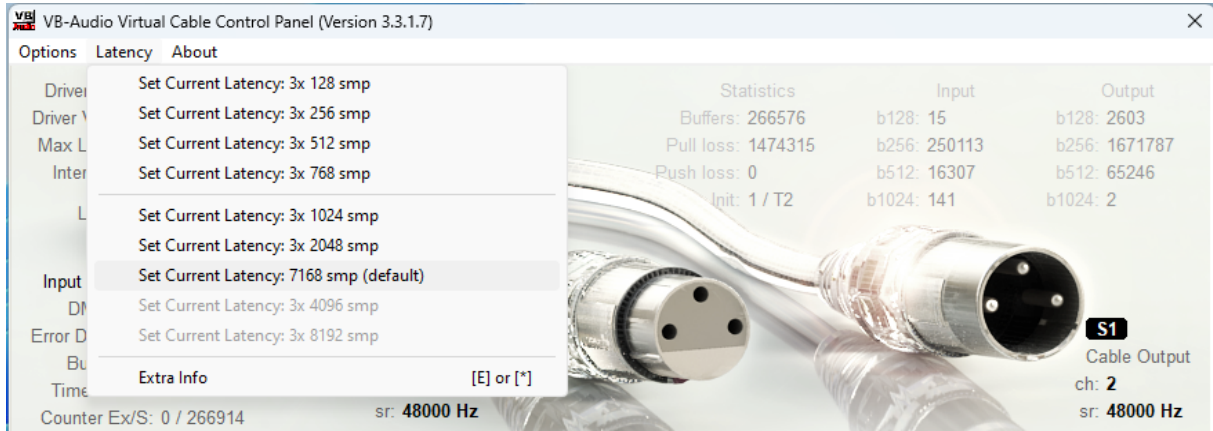 VB-Audio Virtual Cable Control Panel (Version 3.3.1.7)
Options Latency About
Set Current Latency: 3x 128 smp
Set Current Latency: 3x 256 smp
Set Current Latency: 3x 512 smp
Set Current Latency: 3x 768 smp
Set Current Latency: 3x 1024 smp
Set Current Latency: 3x 2048 smp
Set Current Latency: 7168 smp (default)
Set Current Latency: 3x 4096 smp
Set Current Latency: 3x 8192 smp
Extra Info [E] or [*]
Driver
Max
Input
Error
Time
Counter Ex/S: 0 / 266914
sr: 48000 Hz
Statistics Input Output
Buffers: 266576 b128: 15 b128: 2603
Pull loss: 1474315 b256: 250113 b256: 1671787
Push loss: 0 b512: 16307 b512: 65246
Init: 1 / T2 b1024: 141 b1024: 2
S1
Cable Output
ch: 2
sr: 48000 Hz